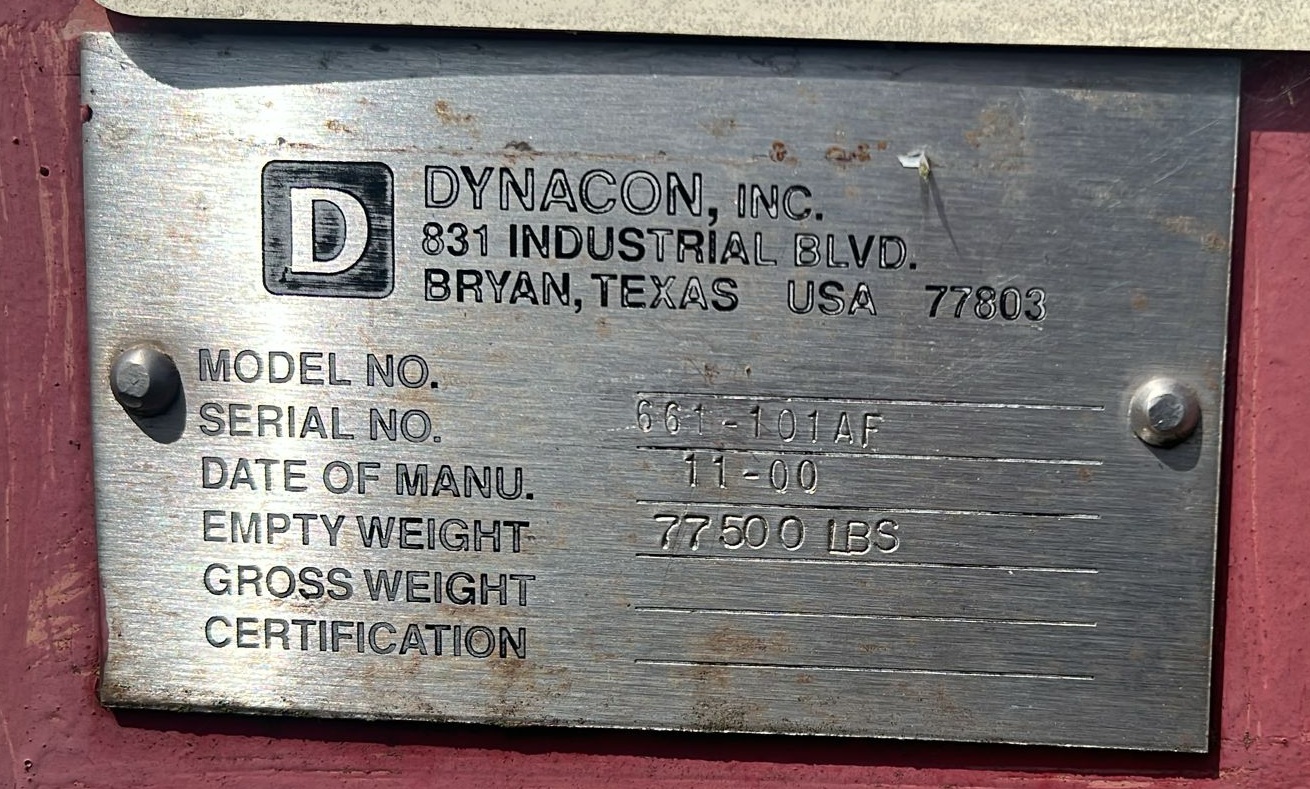 D
DYNACON, INC.
831 INDUSTRIAL BLVD.
BRYAN, TEXAS USA 77803
MODEL NO.
SERIAL NO. 661-101AF
DATE OF MANU. 11-00
EMPTY WEIGHT 77500 LBS
GROSS WEIGHT
CERTIFICATION